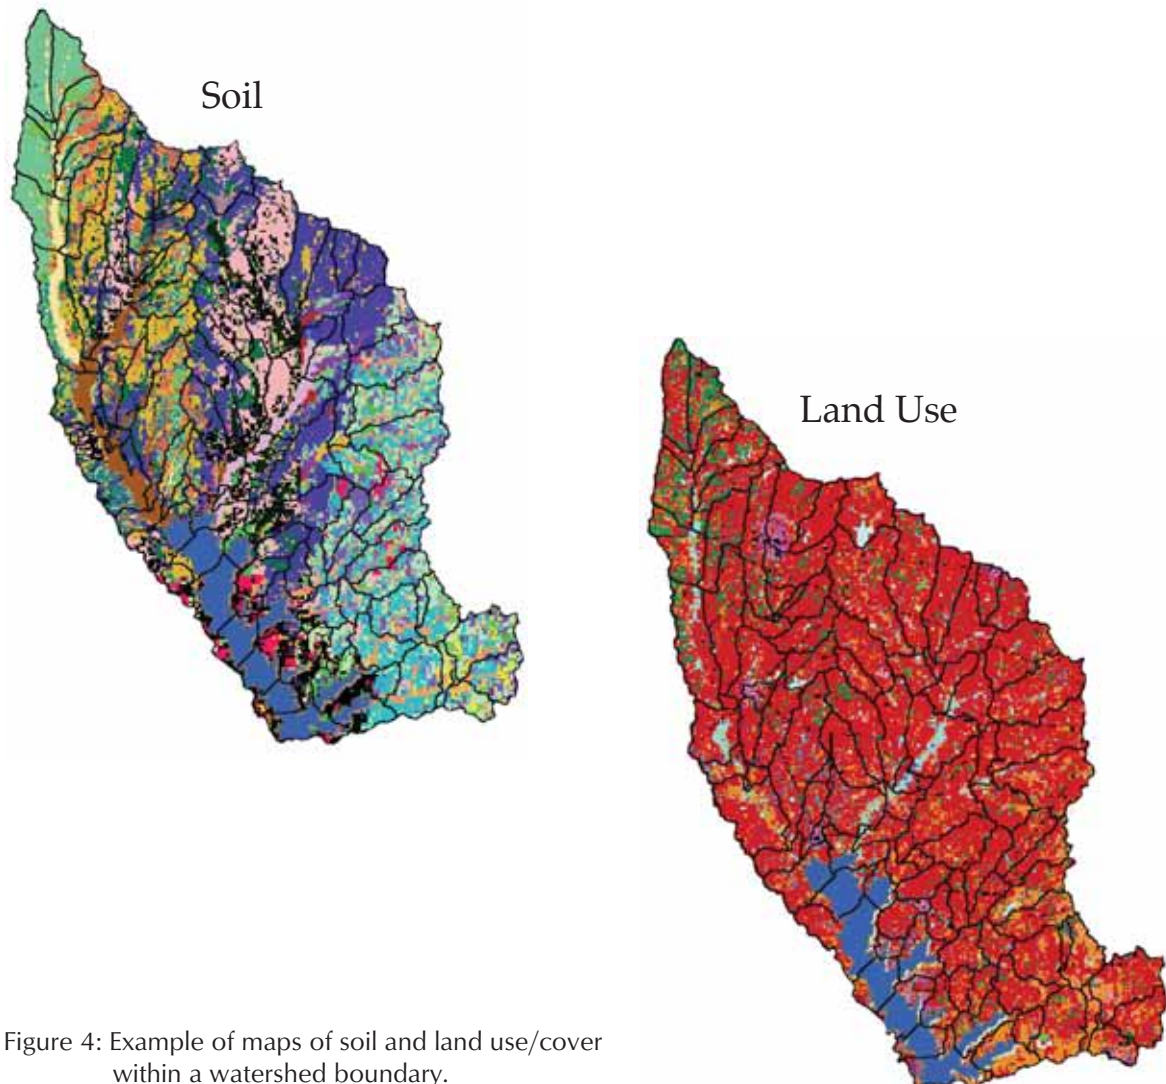 Soil
Land Use
Figure 4: Example of maps of soil and land use/cover
within a watershed boundary.